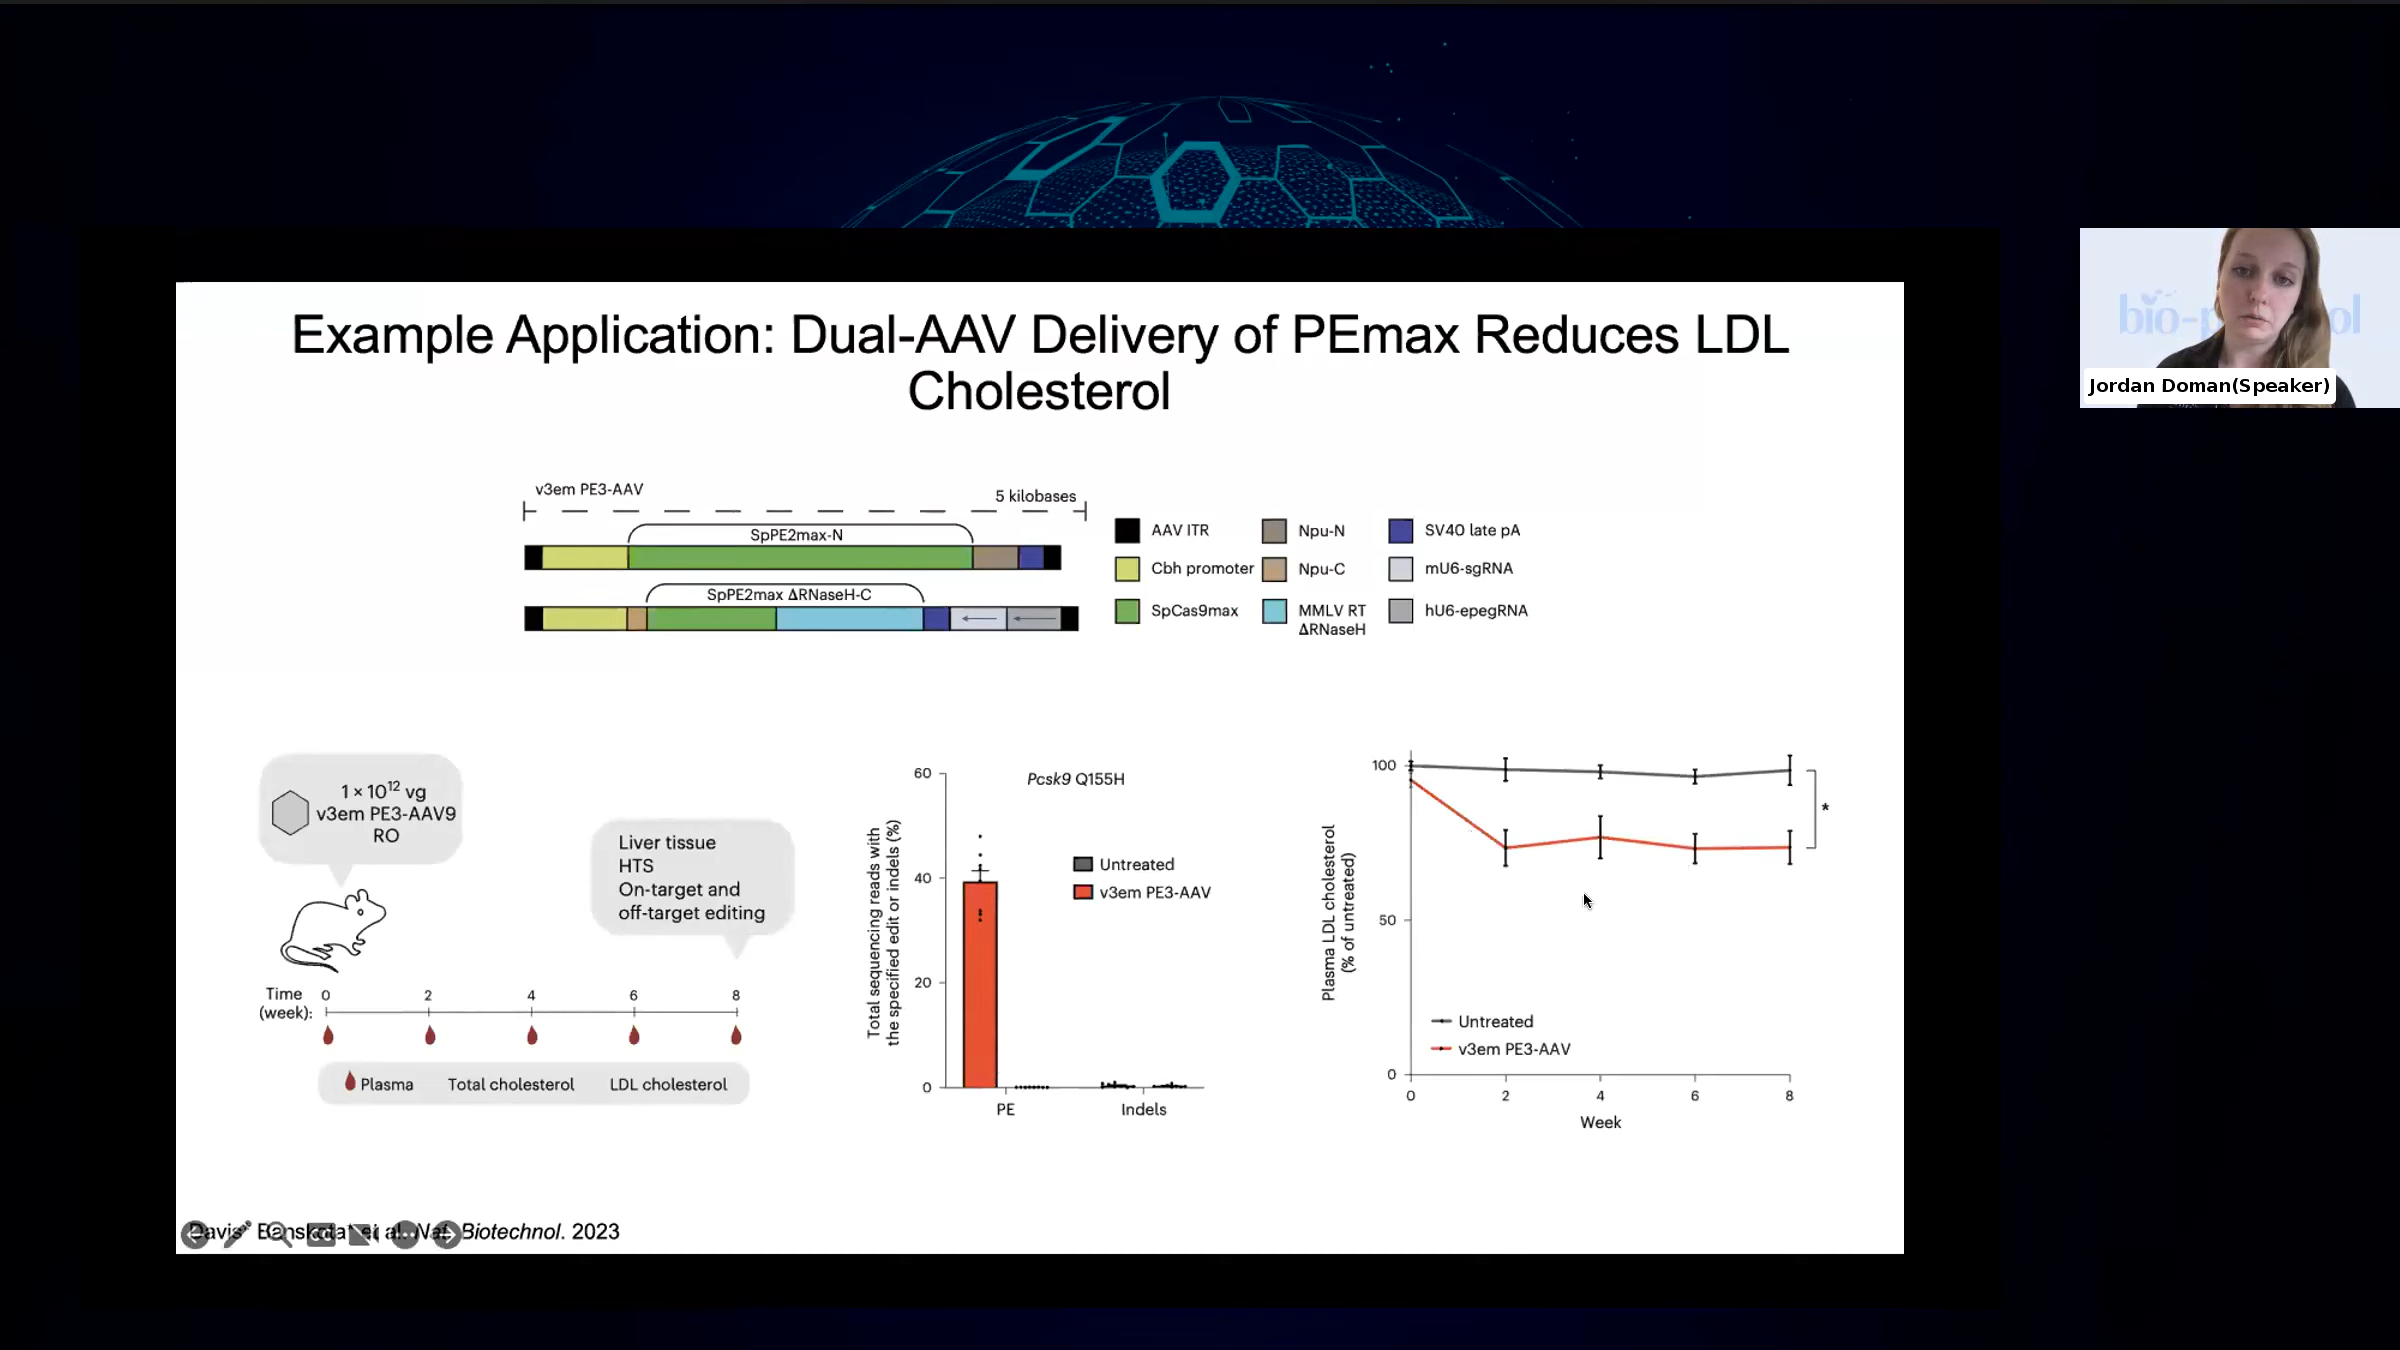 Example Application: Dual-AAV Delivery of PEmax Reduces LDL
Cholesterol
v3em PE3-AAV
5 kilobases
SpPE2max-N
SpPE2max ΔRNaseH-C
AAV ITR
Npu-N
SV40 late pA
Cbh promoter
Npu-C
mU6-sgRNA
SpCas9max
MMLV RT
ΔRNaseH
hU6-epegRNA
1 × 10¹² vg
v3em PE3-AAV9
RO
Liver tissue
HTS
On-target and
off-target editing
Time
(week):
0 2 4 6 8
Plasma Total cholesterol LDL cholesterol
Total sequencing reads with
the specified edit or indels (%)
60
40
20
0
Pcsk9 Q155H
Untreated
v3em PE3-AAV
PE Indels
Plasma LDL cholesterol
(% of untreated)
100
50
0
*
Untreated
v3em PE3-AAV
0 2 4 6 8
Week
Davis* Banskota* et al. Nat. Biotechnol. 2023
bio-p ol
Jordan Doman(Speaker)